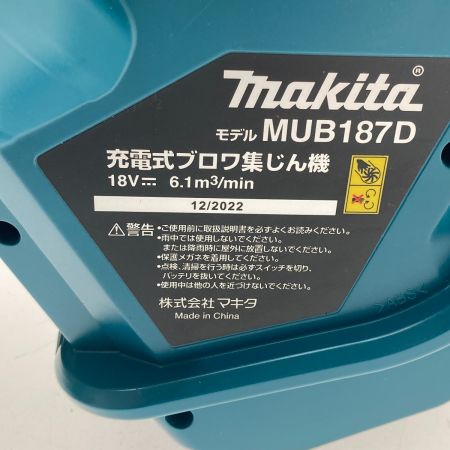 makita®
モデル MUB187D
充電式ブロワ集じん機
18V⎓ 6.1m³/min
12/2022
⚠警告 •ご使用前に取扱説明書を必ずよくお読みください。
•雨中では使用しないでください。
または降雨時に屋外に放置しないでください。
•保護メガネを着用してください。
•点検、清掃を行う時は必ずスイッチを切り、
バッテリを抜いてください。
•使用中は他の人を近づけないでください。
株式会社 マキタ
Made in China